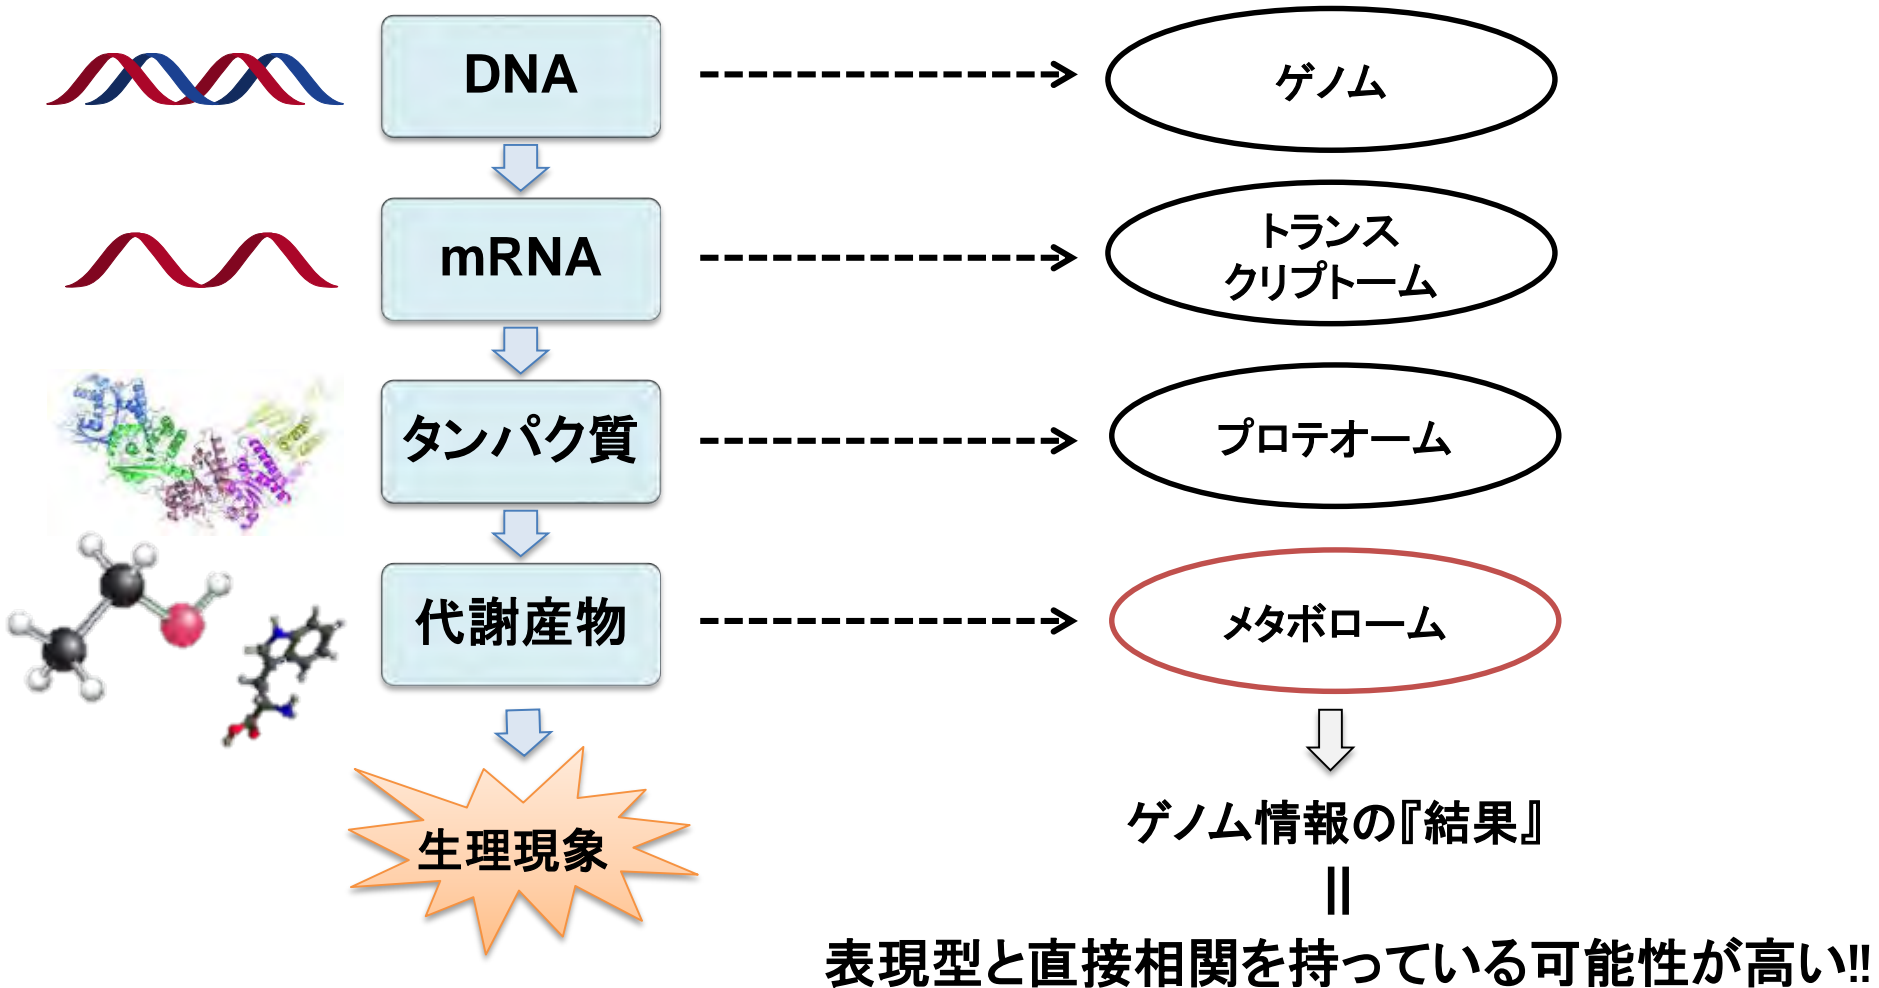 DNA
ゲノム
mRNA
トランス
クリプトーム
タンパク質
プロテオーム
代謝産物
メタボローム
生理現象
ゲノム情報の『結果』
||
表現型と直接相関を持っている可能性が高い!!